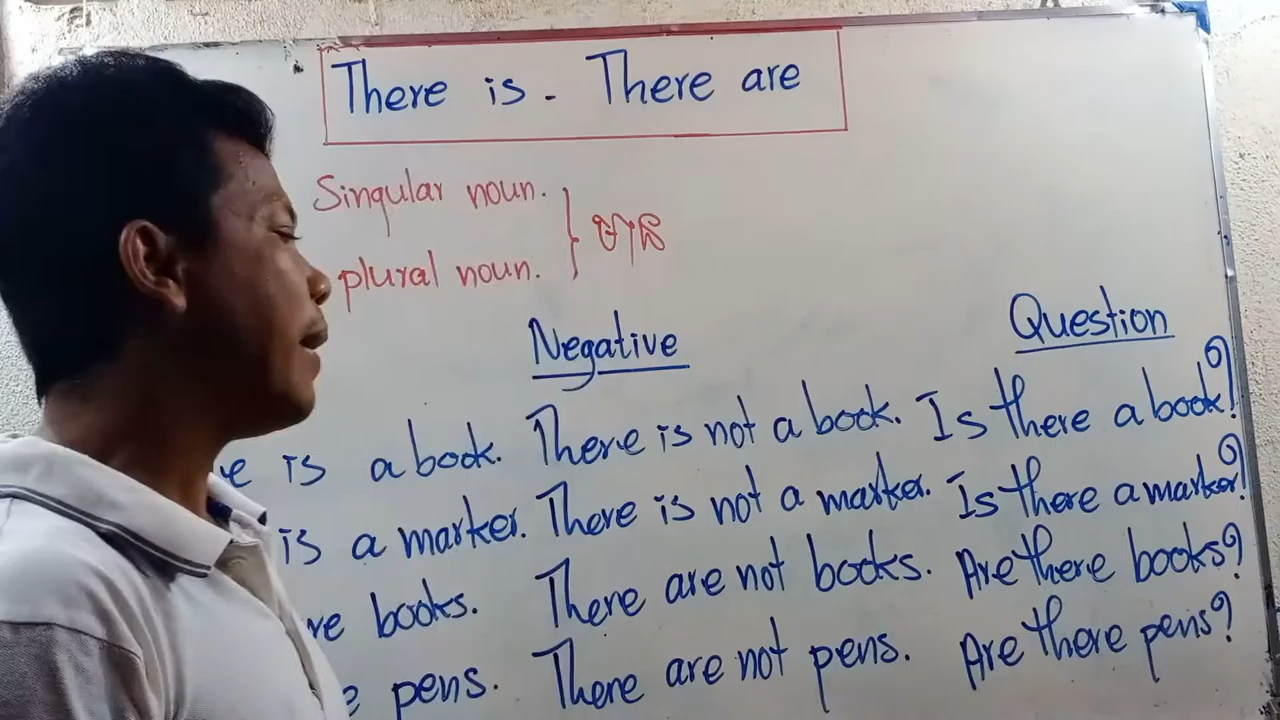 There is - There are
Singular noun.
plural noun.
មាន
Negative Question
is a book. There is not a book. Is there a book?
is a marker. There is not a marker. Is there a marker?
books. There are not books. Are there books?
pens. There are not pens. Are there pens?